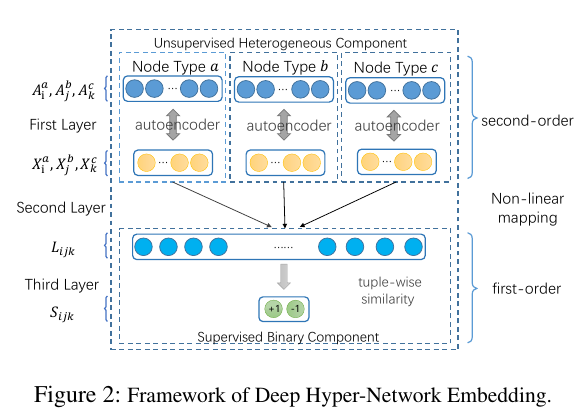 Unsupervised Heterogeneous Component
Node Type a
Node Type b
Node Type c
A_i^a, A_j^b, A_k^c
...
...
...
First Layer
autoencoder
autoencoder
autoencoder
second-order
X_i^a, X_j^b, X_k^c
...
...
...
Second Layer
Non-linear
mapping
L_{ijk}
......
Third Layer
tuple-wise
similarity
first-order
S_{ijk}
+1 -1
Supervised Binary Component
Figure 2: Framework of Deep Hyper-Network Embedding.